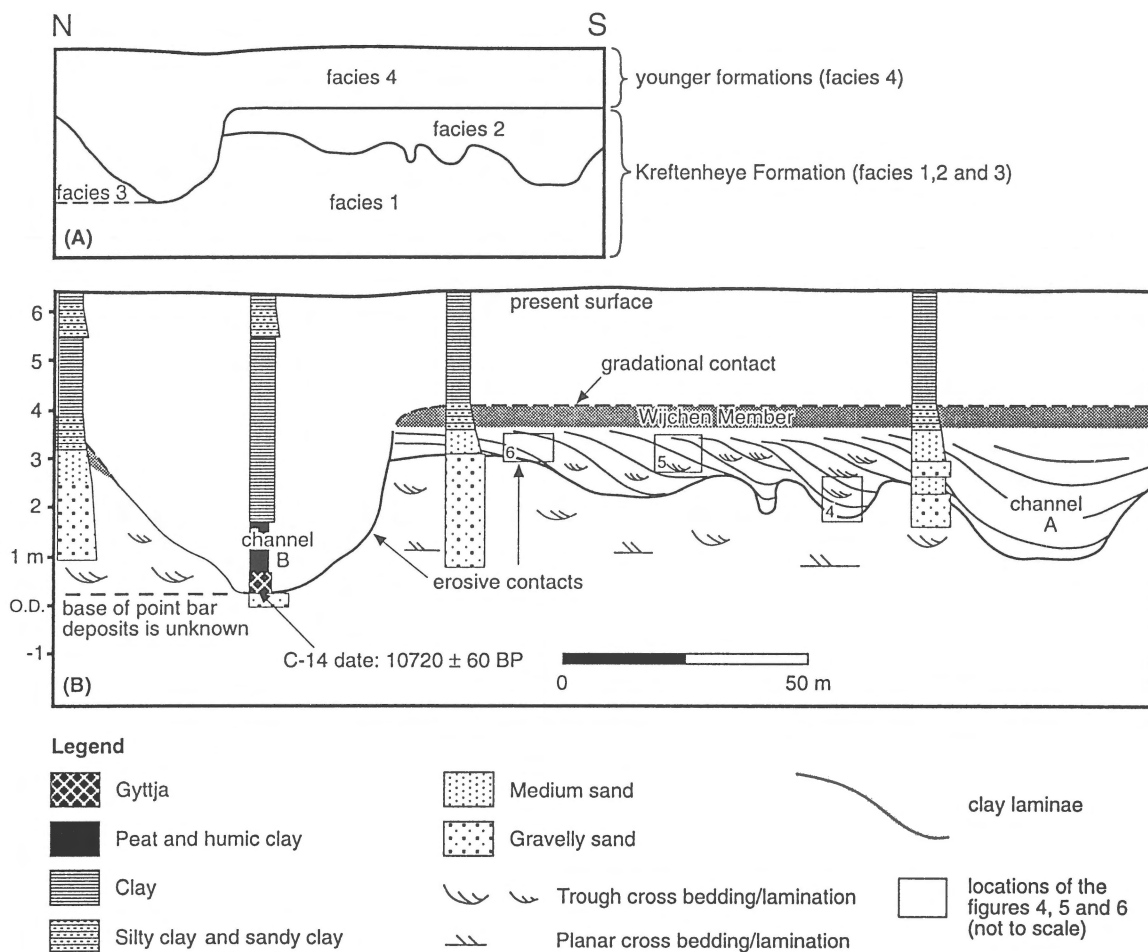 N
S
facies 4
younger formations (facies 4)
facies 2
facies 3
facies 1
Kreftenheye Formation (facies 1,2 and 3)
(A)
6
5
4
3
2
1 m
O.D.
-1
present surface
gradational contact
Wijchen Member
6
5
4
channel
A
channel
B
erosive contacts
base of point bar
deposits is unknown
C-14 date: 10720 ± 60 BP
0
50 m
(B)
Legend
Gyttja
Peat and humic clay
Clay
Silty clay and sandy clay
Medium sand
Gravelly sand
Trough cross bedding/lamination
Planar cross bedding/lamination
clay laminae
locations of the
figures 4, 5 and 6
(not to scale)